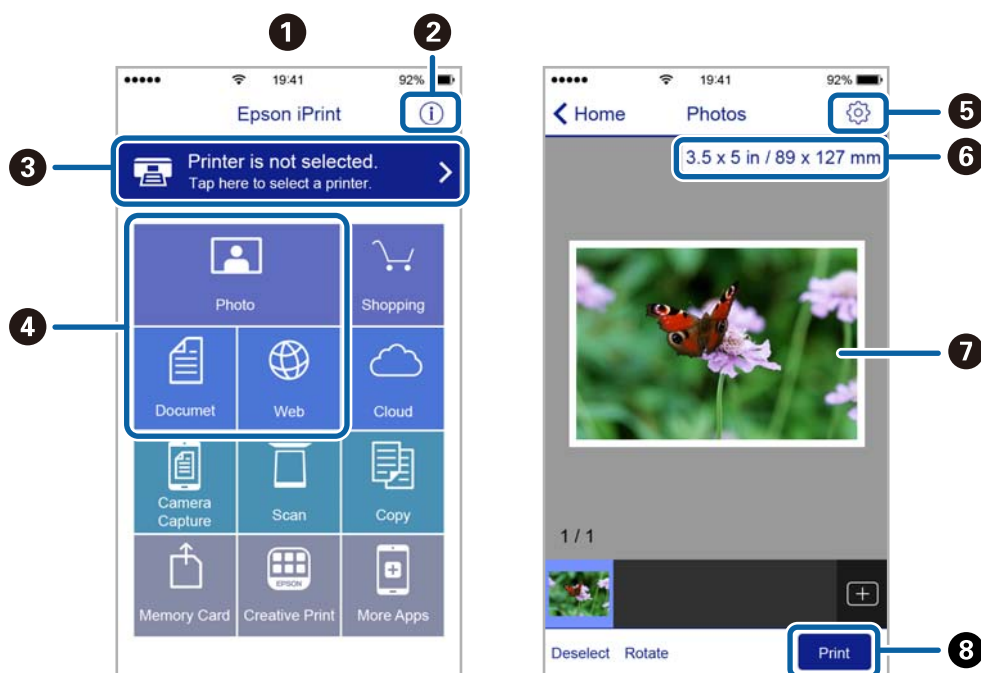 1
2
19:41
92%
Epson iPrint
i
3
Printer is not selected.
Tap here to select a printer.
4
Photo
Shopping
Documet
Web
Cloud
Camera
Capture
Scan
Copy
Memory Card
EPSON
Creative Print
More Apps
19:41
92%
Home
Photos
5
3.5 x 5 in / 89 x 127 mm
6
7
1 / 1
Deselect
Rotate
Print
8